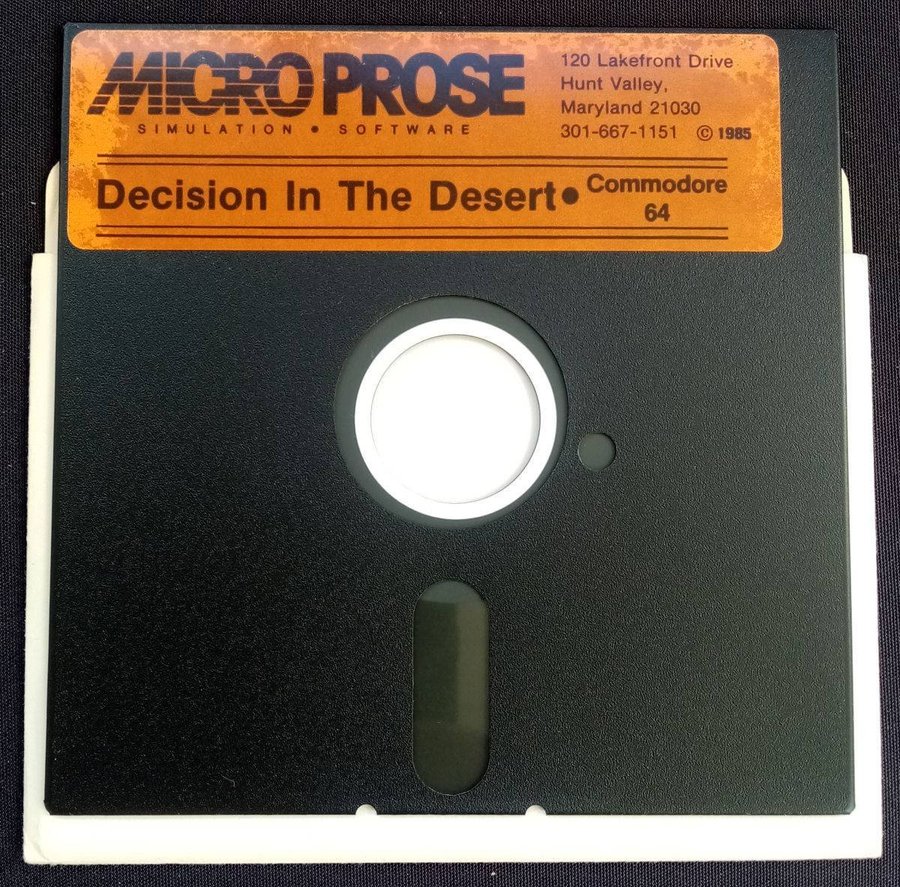 MICRO PROSE
SIMULATION • SOFTWARE
120 Lakefront Drive
Hunt Valley,
Maryland 21030
301-667-1151 © 1985
Decision In The Desert • Commodore
64